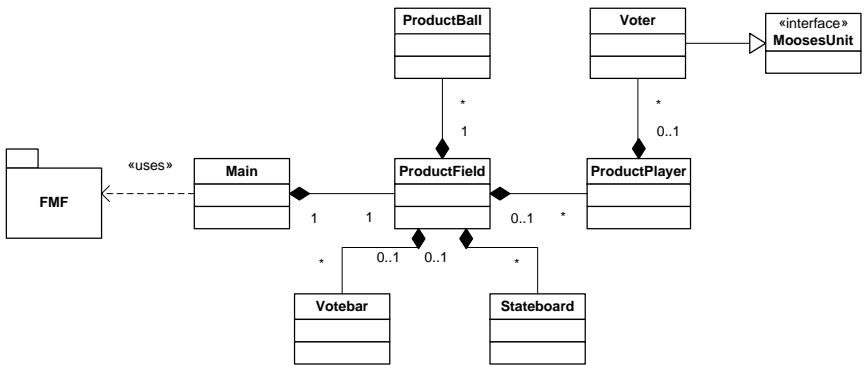 ProductBall
Voter
«interface»
MoosesUnit
*
1
*
0..1
«uses»
FMF
Main
ProductField
ProductPlayer
1
1
0..1
*
*
0..1
0..1
*
Votebar
Stateboard